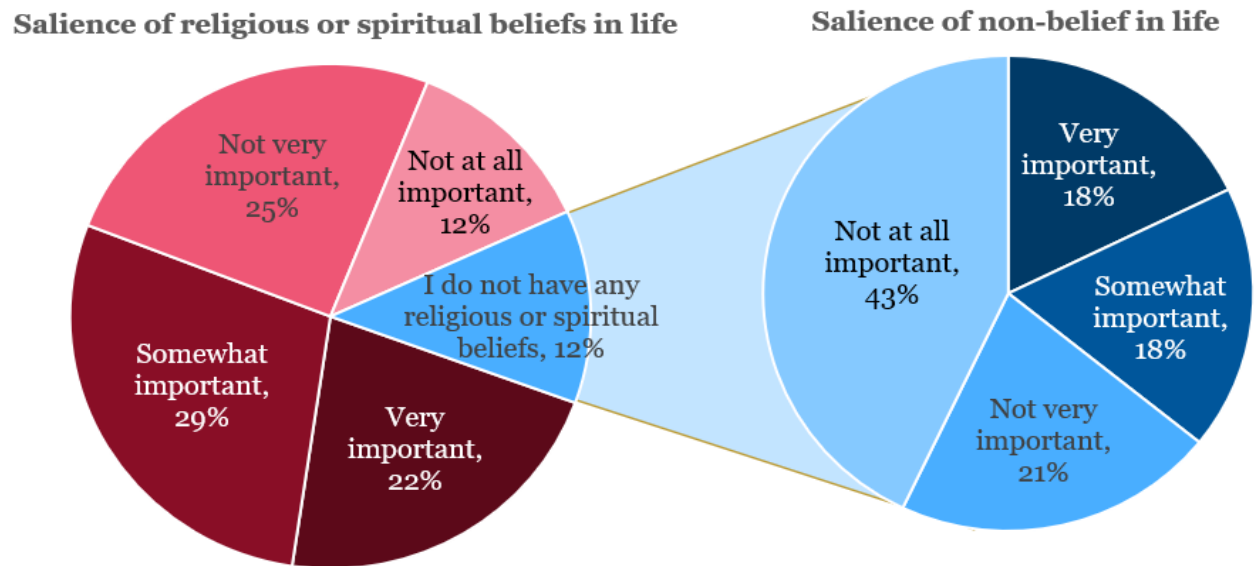 Salience of religious or spiritual beliefs in life
Not very
important,
25%
Not at all
important,
12%
I do not have any
religious or spiritual
beliefs, 12%
Somewhat
important,
29%
Very
important,
22%
Salience of non-belief in life
Very
important,
18%
Not at all
important,
43%
Somewhat
important,
18%
Not very
important,
21%